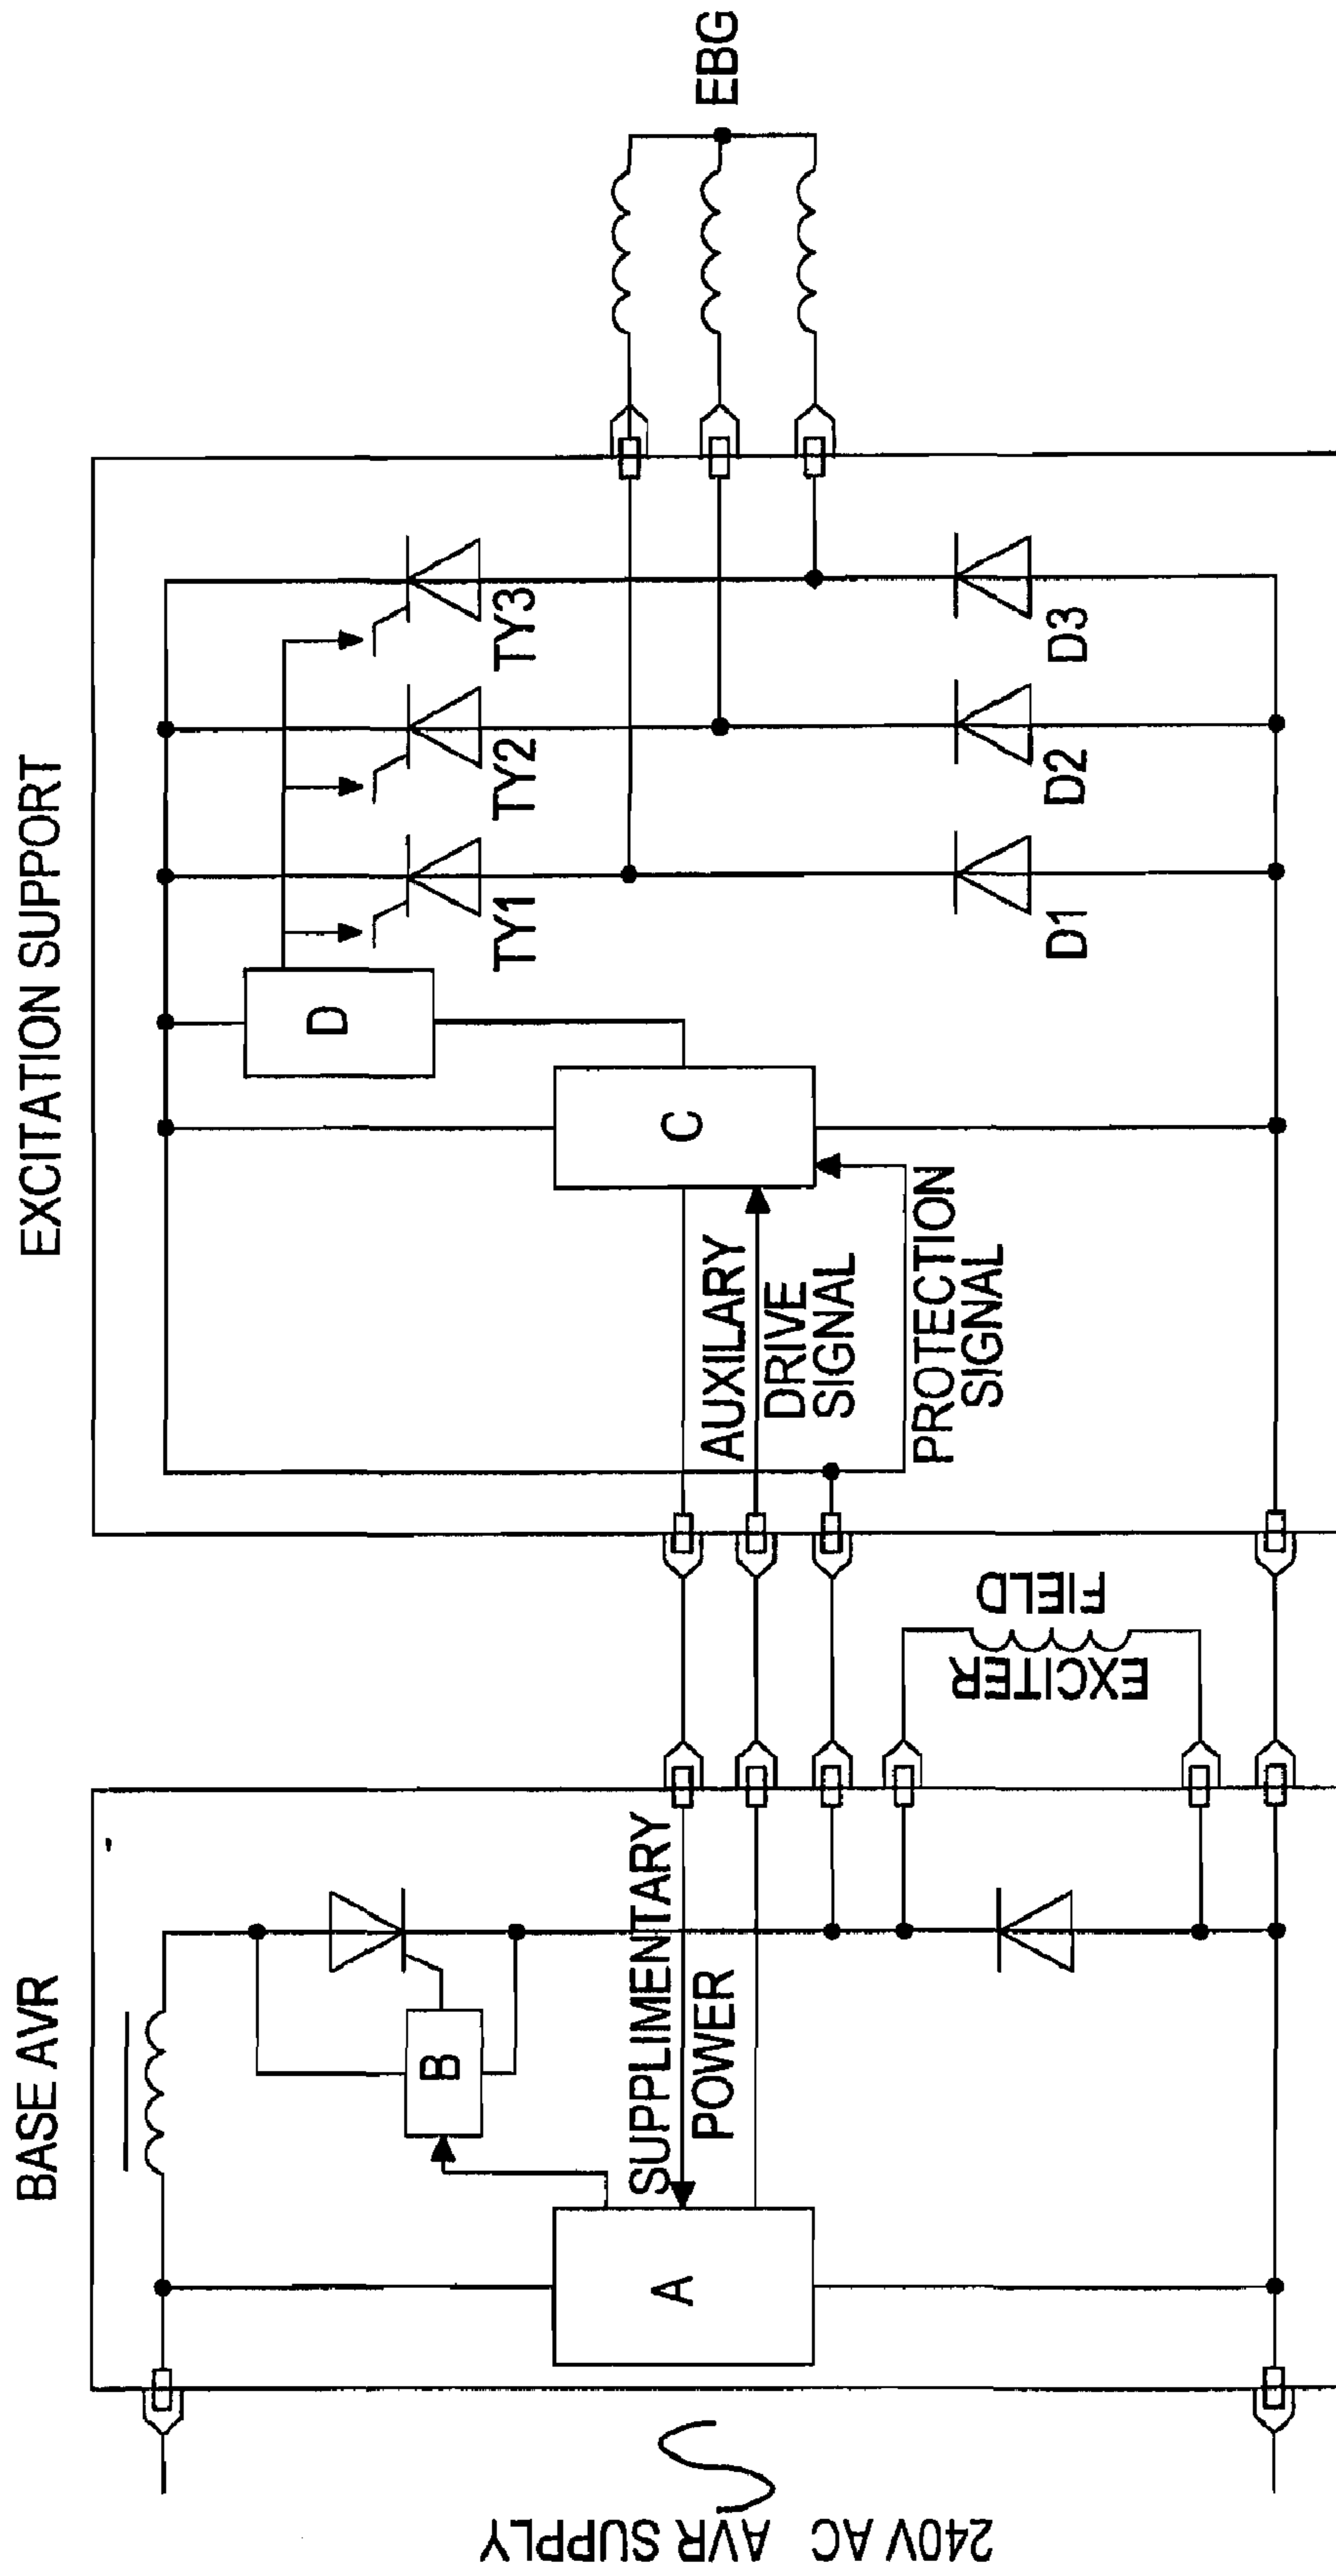 EXCITATION SUPPORT
BASE AVR
EBG
TY1
TY2
TY3
D
C
D1
D2
D3
AUXILARY
DRIVE
SIGNAL
PROTECTION
SIGNAL
EXCITER
FIELD
B
A
SUPPLIMENTARY
POWER
240V AC AVR SUPPLY